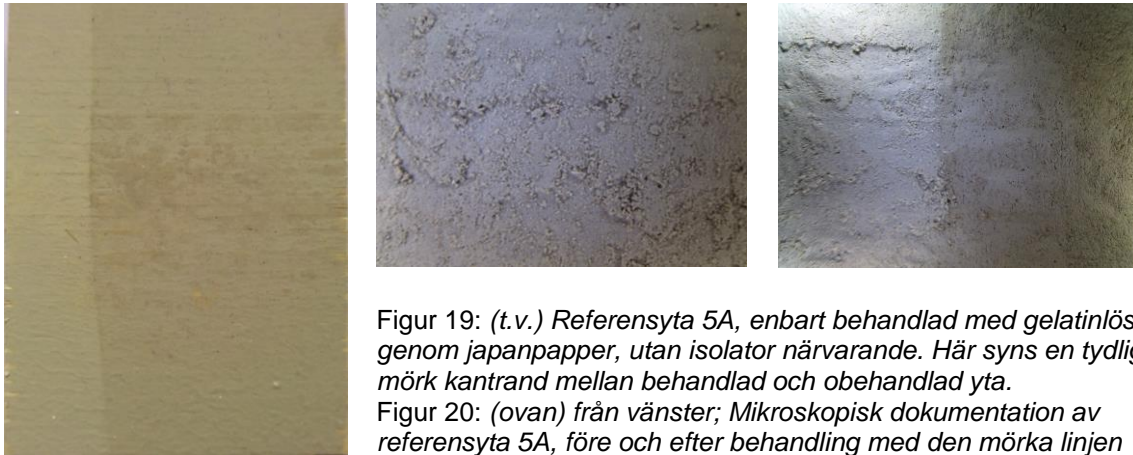 Figur 19: (t.v.) Referensyta 5A, enbart behandlad med gelatinlös
genom japanpapper, utan isolator närvarande. Här syns en tydlig
mörk kantrand mellan behandlad och obehandlad yta.
Figur 20: (ovan) från vänster; Mikroskopisk dokumentation av
referensyta 5A, före och efter behandling med den mörka linjen